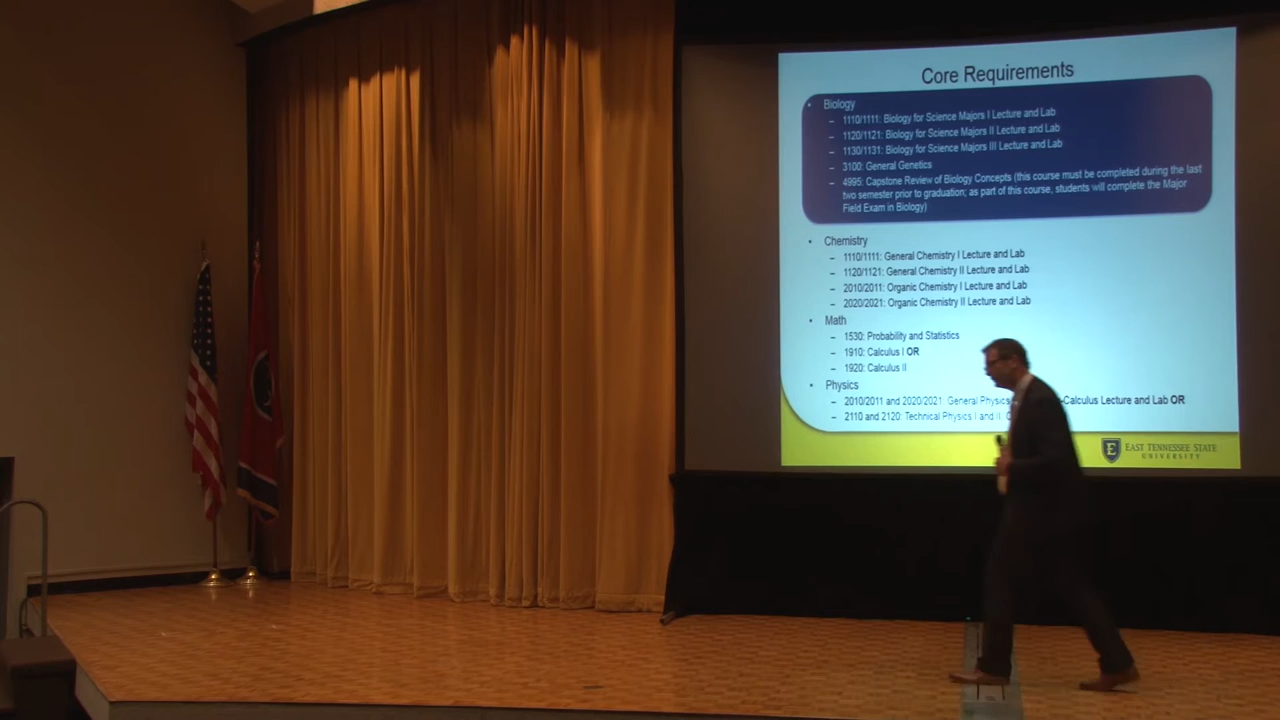 Core Requirements
• Biology
– 1110/1111: Biology for Science Majors I Lecture and Lab
– 1120/1121: Biology for Science Majors II Lecture and Lab
– 1130/1131: Biology for Science Majors III Lecture and Lab
– 3100: General Genetics
– 4995: Capstone Review of Biology Concepts (this course must be completed during the last
two semester prior to graduation; as part of this course, students will complete the Major
Field Exam in Biology)
• Chemistry
– 1110/1111: General Chemistry I Lecture and Lab
– 1120/1121: General Chemistry II Lecture and Lab
– 2010/2011: Organic Chemistry I Lecture and Lab
– 2020/2021: Organic Chemistry II Lecture and Lab
• Math
– 1530: Probability and Statistics
– 1910: Calculus I OR
– 1920: Calculus II
• Physics
– 2010/2011 and 2020/2021: General Physics -Calculus Lecture and Lab OR
– 2110 and 2120: Technical Physics I and II
E EAST TENNESSEE STATE
UNIVERSITY